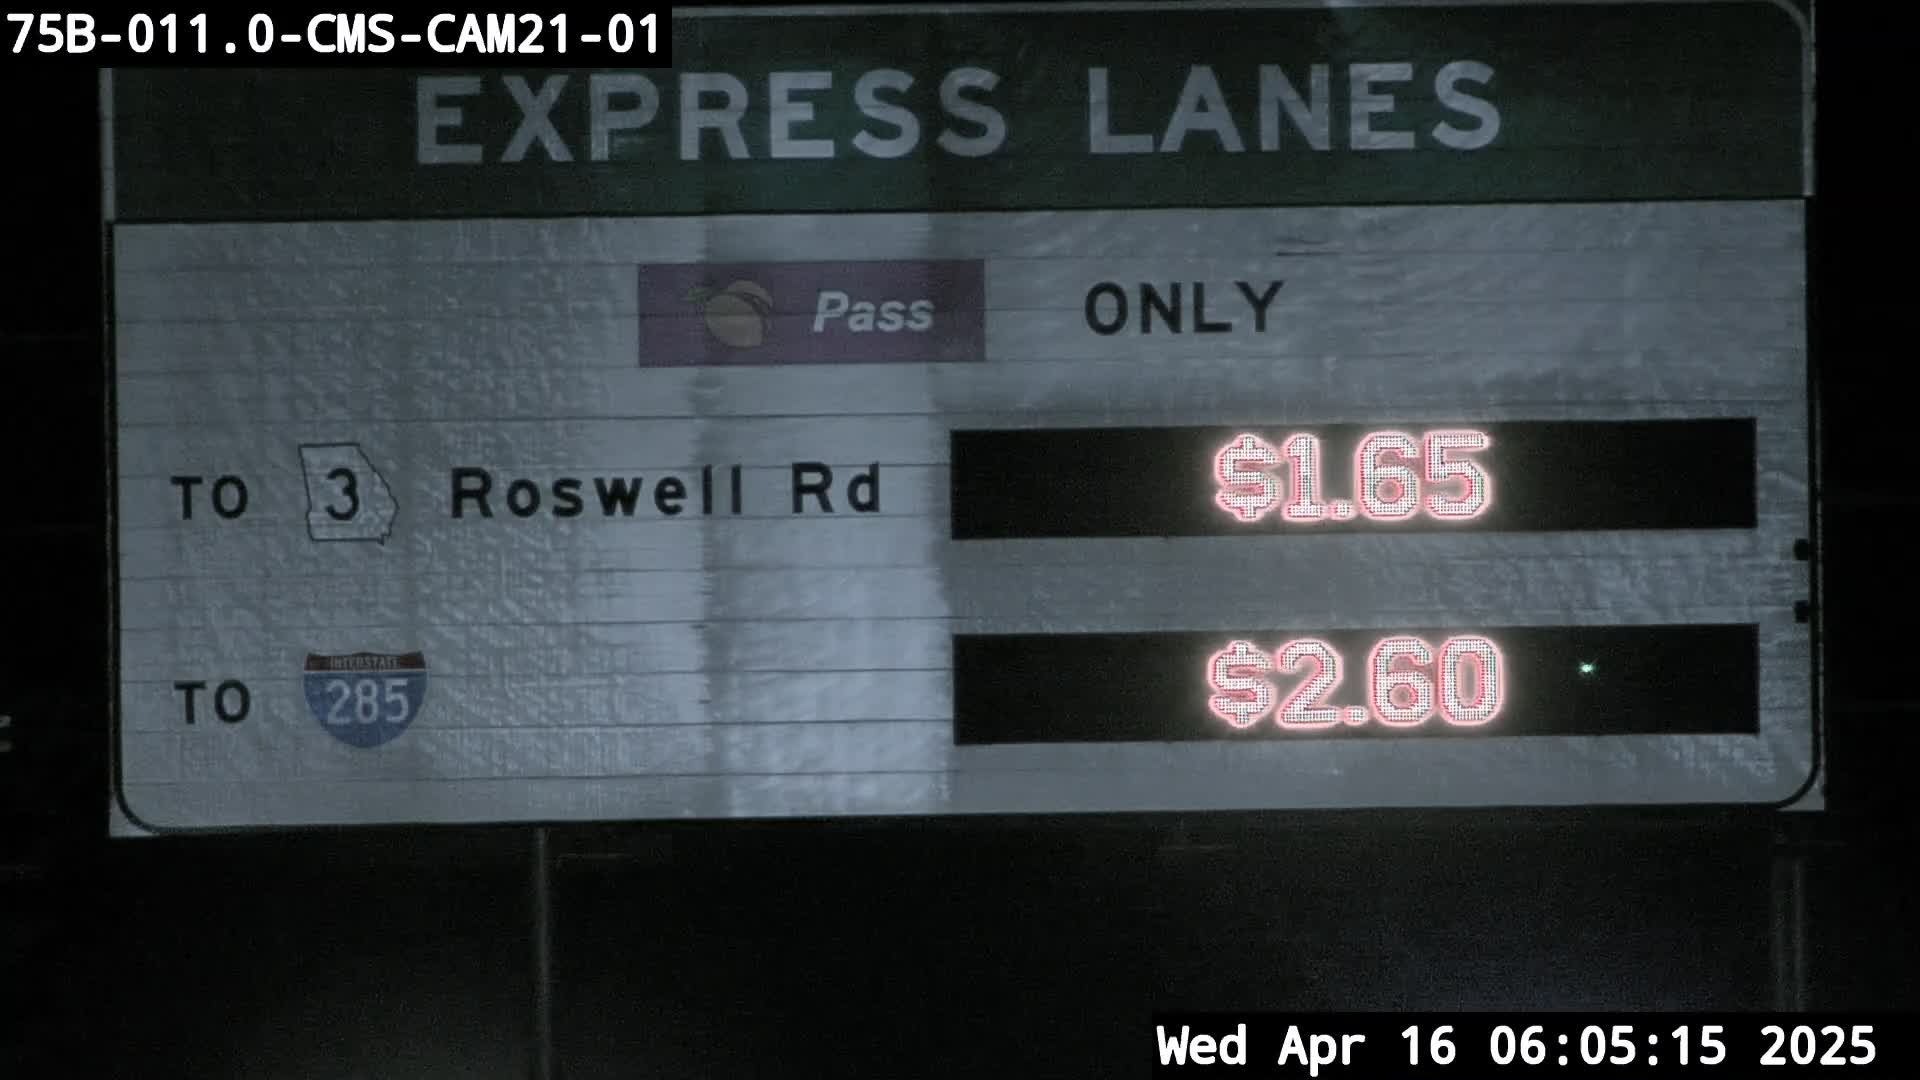 75B-011.0-CMS-CAM21-01
EXPRESS LANES
Pass ONLY
TO 3 Roswell Rd $1.65
INTERSTATE
TO 285 $2.60
Wed Apr 16 06:05:15 2025